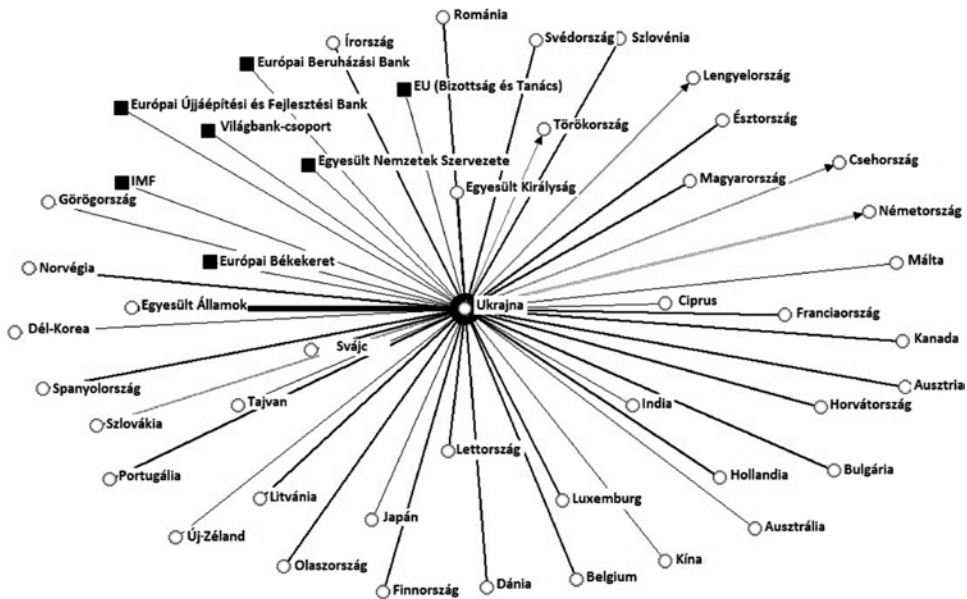 Románia
Írország
Svédország
Szlovénia
Európai Beruházási Bank
Lengyelország
EU (Bizottság és Tanács)
Európai Újjáépítési és Fejlesztési Bank
Világbank-csoport
Törökország
Észtország
Egyesült Nemzetek Szervezete
Csehország
IMF
Egyesült Királyság
Magyarország
Görögország
Németország
Európai Békekeret
Málta
Norvégia
Egyesült Államok
Ukrajna
Ciprus
Franciaország
Dél-Korea
Kanada
Svájc
Spanyolország
Ausztria
Tajvan
India
Horvátország
Szlovákia
Lettország
Portugália
Hollandia
Bulgária
Litvánia
Luxemburg
Japán
Ausztrália
Új-Zéland
Olaszország
Kína
Finnország
Dánia
Belgium